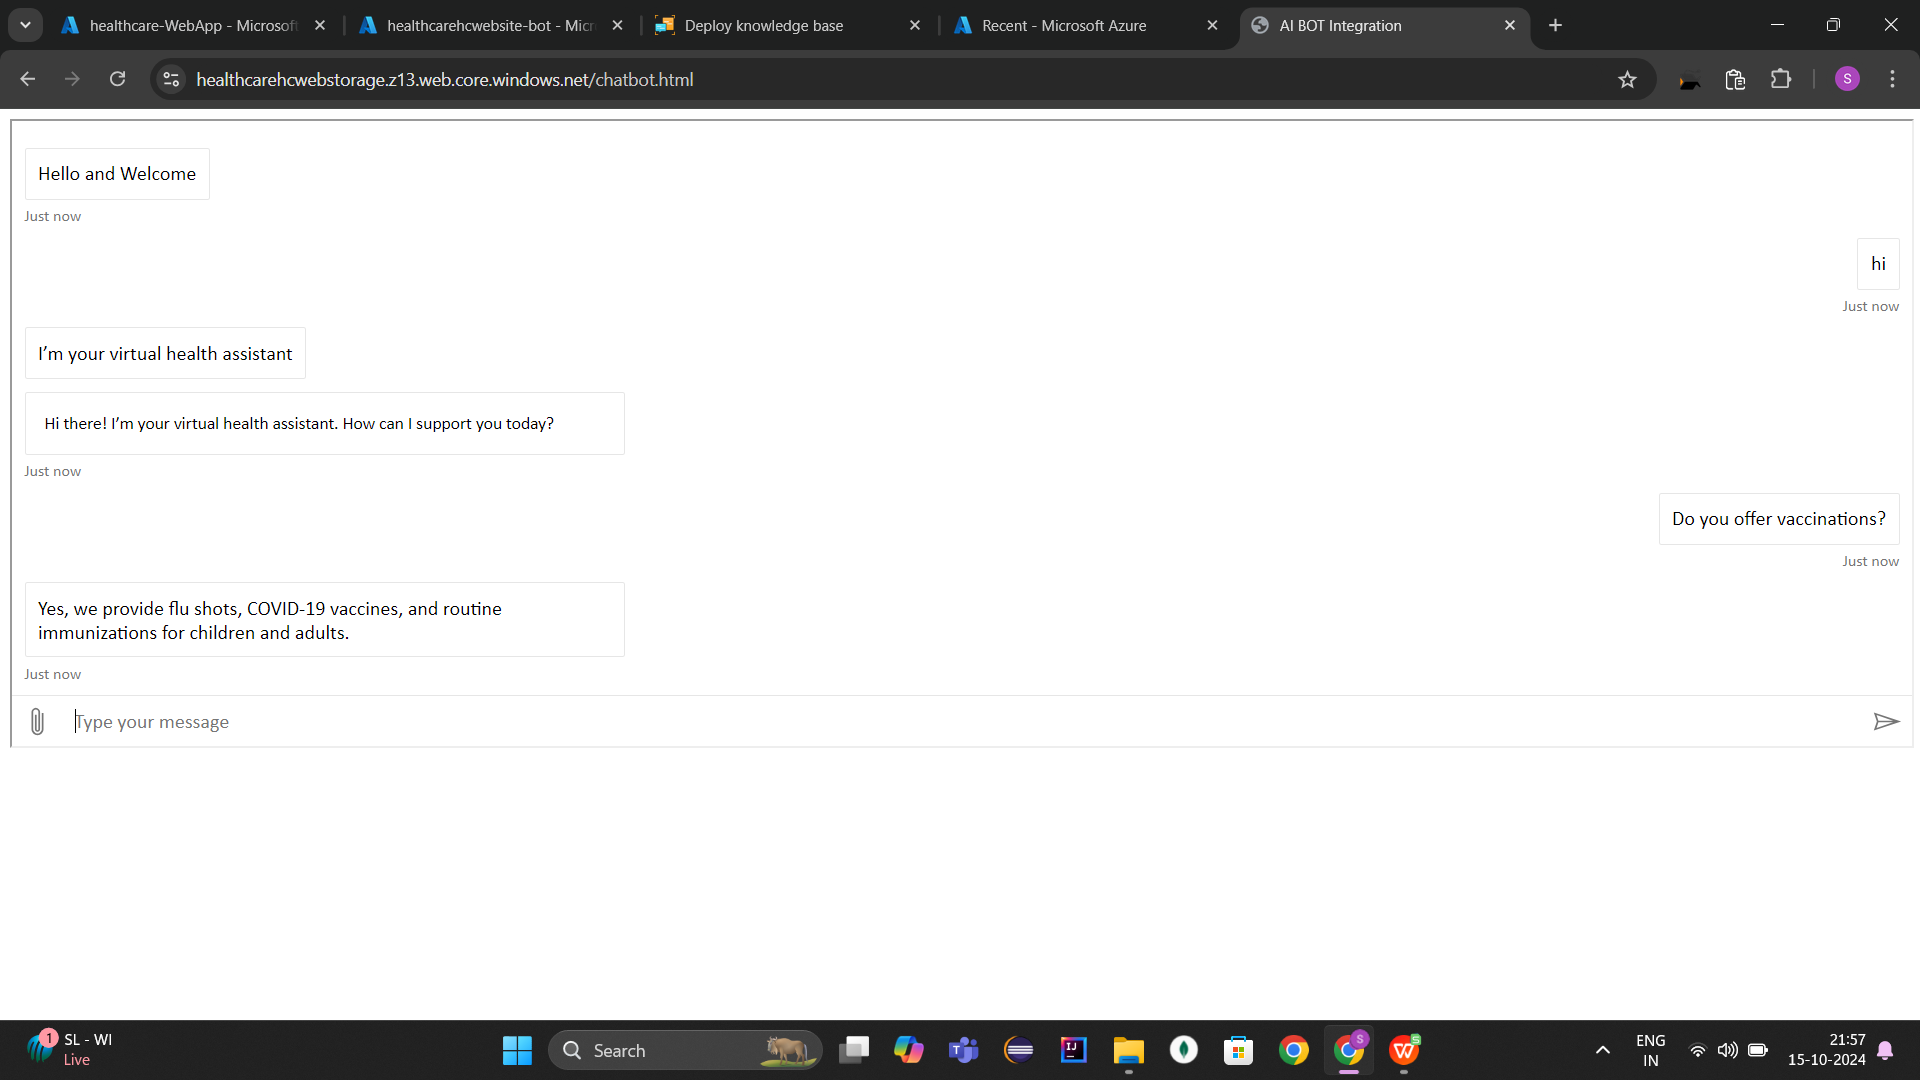 healthcare-WebApp - Microsoft
healthcarehcwebsite-bot - Micr
Deploy knowledge base
Recent - Microsoft Azure
AI BOT Integration
healthcarehcwebstorage.z13.web.core.windows.net/chatbot.html
S
Hello and Welcome
Just now
hi
Just now
I’m your virtual health assistant
Hi there! I’m your virtual health assistant. How can I support you today?
Just now
Do you offer vaccinations?
Just now
Yes, we provide flu shots, COVID-19 vaccines, and routine
immunizations for children and adults.
Just now
Type your message
1
SL - WI
Live
Search
T
IJ
S
W
S
ENG
IN
21:57
15-10-2024